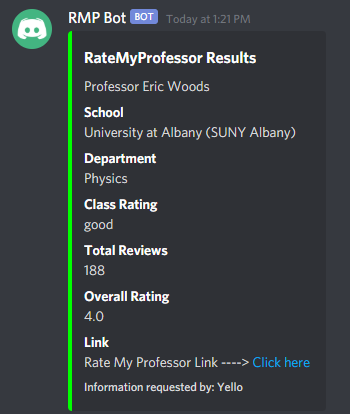 RMP Bot BOT Today at 1:21 PM
RateMyProfessor Results
Professor Eric Woods
School
University at Albany (SUNY Albany)
Department
Physics
Class Rating
good
Total Reviews
188
Overall Rating
4.0
Link
Rate My Professor Link ----> Click here
Information requested by: Yello